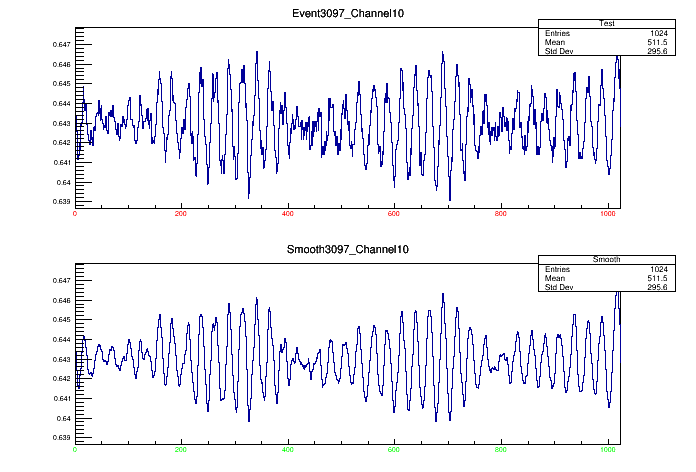 Event3097_Channel10
Test
Entries 1024
Mean 511.5
Std Dev 295.6
0.647
0.646
0.645
0.644
0.643
0.642
0.641
0.64
0.639
0 200 400 600 800 1000
Smooth3097_Channel10
Smooth
Entries 1024
Mean 511.5
Std Dev 295.6
0.647
0.646
0.645
0.644
0.643
0.642
0.641
0.64
0.639
0 200 400 600 800 1000